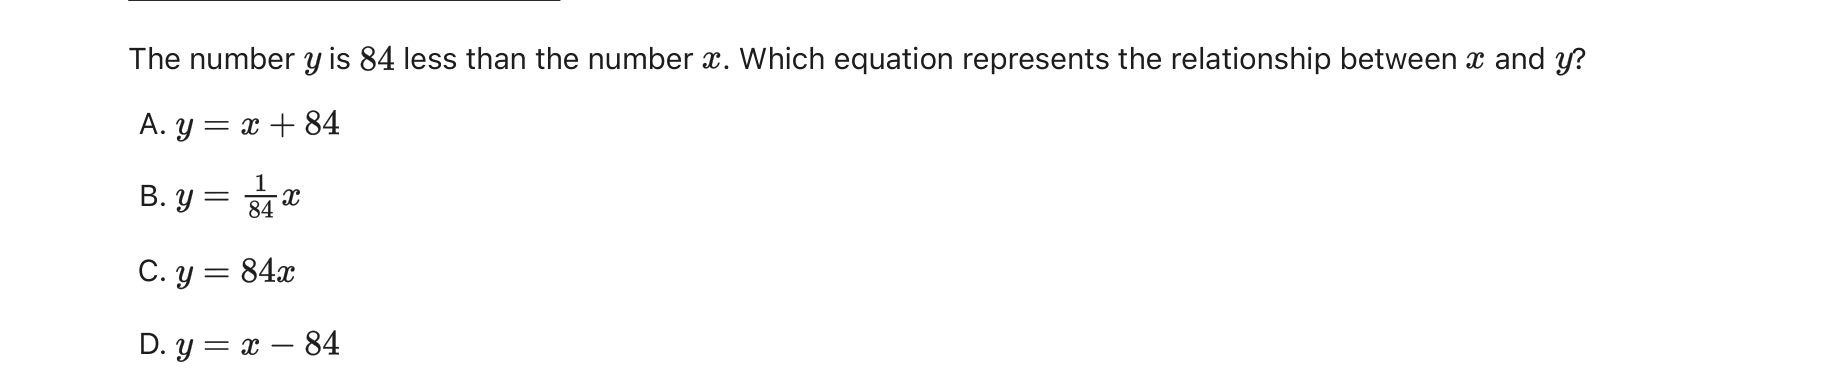 The number y is 84 less than the number x. Which equation represents the relationship between x and y?
A. y = x + 84
B. y = \frac{1}{84}x
C. y = 84x
D. y = x − 84